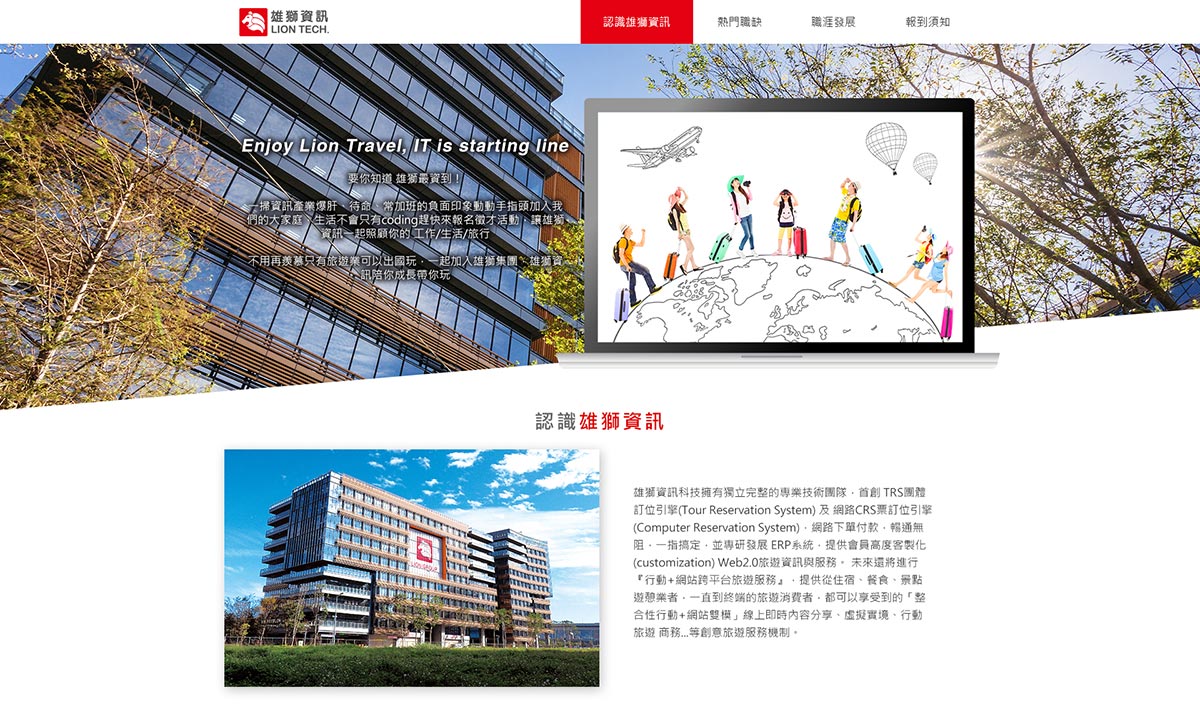 雄獅資訊
LION TECH.
認識雄獅資訊
熱門職缺
職涯發展
報到須知
Enjoy Lion Travel, IT is starting line
要你知道 雄獅最資到！
一掃資訊產業爆肝、待命、常加班的負面印象動動手指頭加入我
們的大家庭、生活不會只有coding趕快來報名徵才活動，讓雄獅
資訊一起照顧你的 工作/生活/旅行
不用再羨慕只有旅遊業可以出國玩，一起加入雄獅集團、雄獅資
訊陪你成長帶你玩
認識雄獅資訊
LION GROUP
雄獅資訊科技擁有獨立完整的專業技術團隊，首創 TRS團體
訂位引擎(Tour Reservation System) 及 網路CRS票訂位引擎
(Computer Reservation System)，網路下單付款，暢通無
阻，一指搞定，並專研發展 ERP系統，提供會員高度客製化
(customization) Web2.0旅遊資訊與服務。 未來還將進行
『行動+網站跨平台旅遊服務』，提供從住宿、餐食、景點
遊憩業者，一直到終端的旅遊消費者，都可以享受到的「整
合性行動+網站雙模」線上即時內容分享、虛擬實境、行動
旅遊 商務...等創意旅遊服務機制。